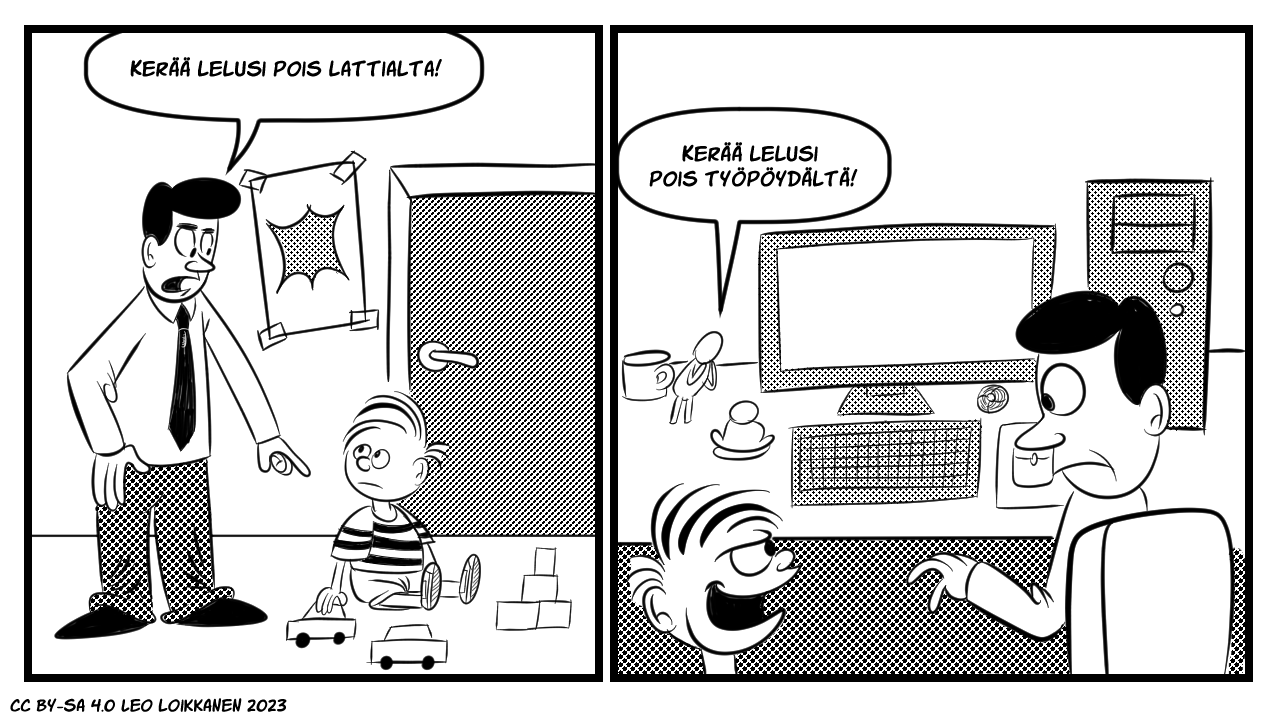 KERÄÄ LELUSI POIS LATTIALTA!
KERÄÄ LELUSI
POIS TYÖPÖYDÄLTÄ!
CC BY-SA 4.0 LEO LOIKKANEN 2023